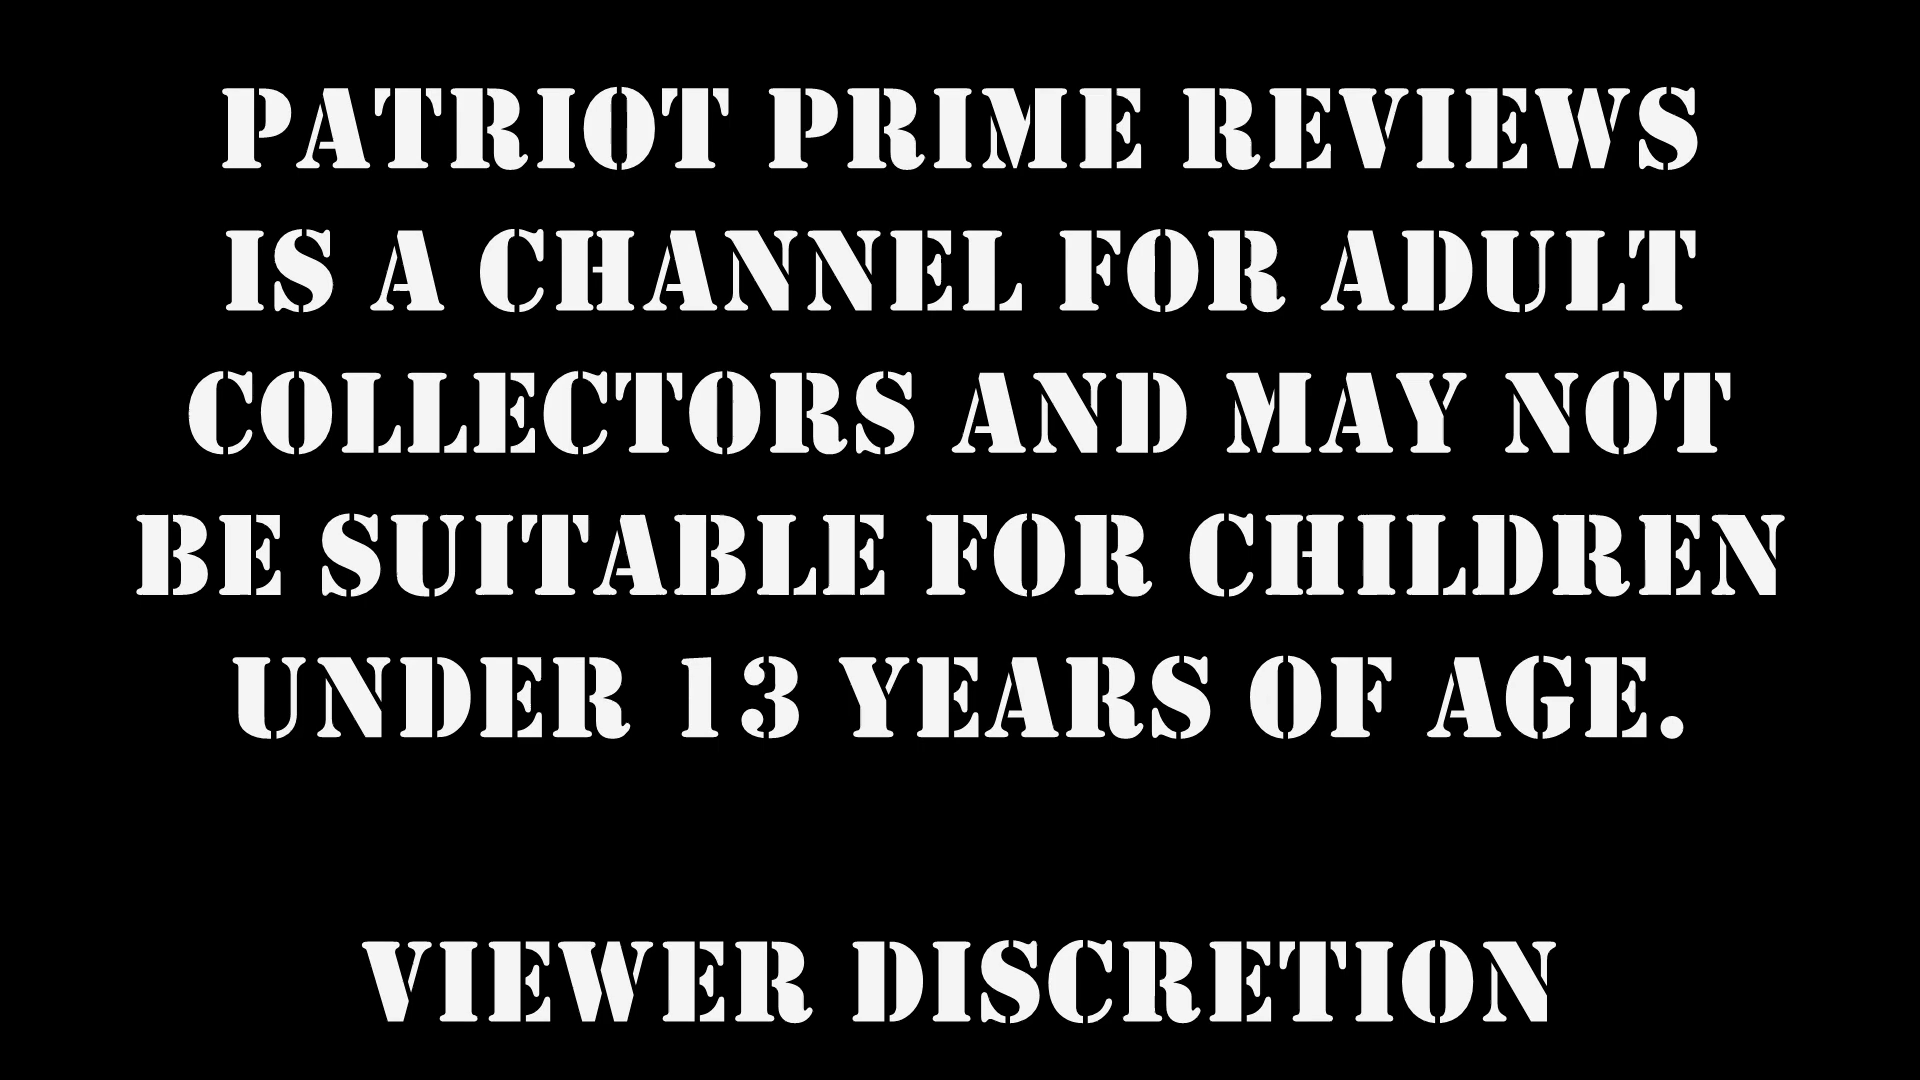 PATRIOT PRIME REVIEWS
IS A CHANNEL FOR ADULT
COLLECTORS AND MAY NOT
BE SUITABLE FOR CHILDREN
UNDER 13 YEARS OF AGE.
VIEWER DISCRETION